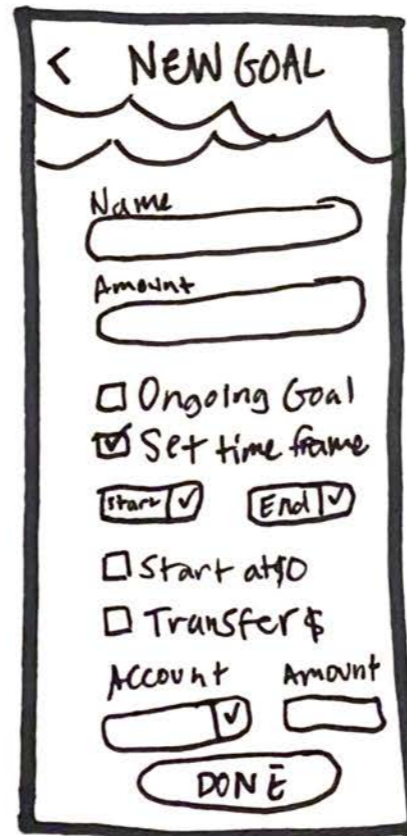 < NEW GOAL
Name
Amount
Ongoing Goal
Set time frame
Start End
Start at $0
Transfer $
Account Amount
DONE